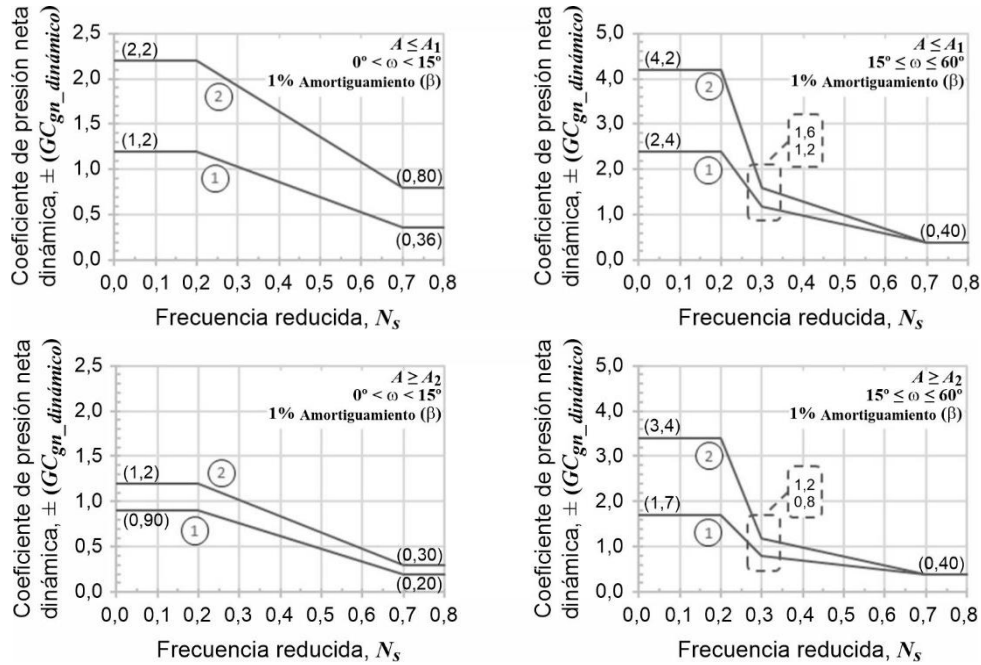 Coeficiente de presión neta
dinámica, ± (GCgn_dinámico)
2,5
2,0
1,5
1,0
0,5
0,0
A ≤ A1
0° < ω < 15°
1% Amortiguamiento (β)
(2,2)
2
(1,2)
1
(0,80)
(0,36)
0,0 0,1 0,2 0,3 0,4 0,5 0,6 0,7 0,8
Frecuencia reducida, Ns
Coeficiente de presión neta
dinámica, ± (GCgn_dinámico)
5,0
4,0
3,0
2,0
1,0
0,0
A ≤ A1
15° ≤ ω ≤ 60°
1% Amortiguamiento (β)
(4,2)
2
1,6
1,2
(2,4)
1
(0,40)
0,0 0,1 0,2 0,3 0,4 0,5 0,6 0,7 0,8
Frecuencia reducida, Ns
Coeficiente de presión neta
dinámica, ± (GCgn_dinámico)
2,5
2,0
1,5
1,0
0,5
0,0
A ≥ A2
0° < ω < 15°
1% Amortiguamiento (β)
(1,2)
2
(0,90)
1
(0,30)
(0,20)
0,0 0,1 0,2 0,3 0,4 0,5 0,6 0,7 0,8
Frecuencia reducida, Ns
Coeficiente de presión neta
dinámica, ± (GCgn_dinámico)
5,0
4,0
3,0
2,0
1,0
0,0
A ≥ A2
15° ≤ ω ≤ 60°
1% Amortiguamiento (β)
(3,4)
2
1,2
0,8
(1,7)
1
(0,40)
0,0 0,1 0,2 0,3 0,4 0,5 0,6 0,7 0,8
Frecuencia reducida, Ns